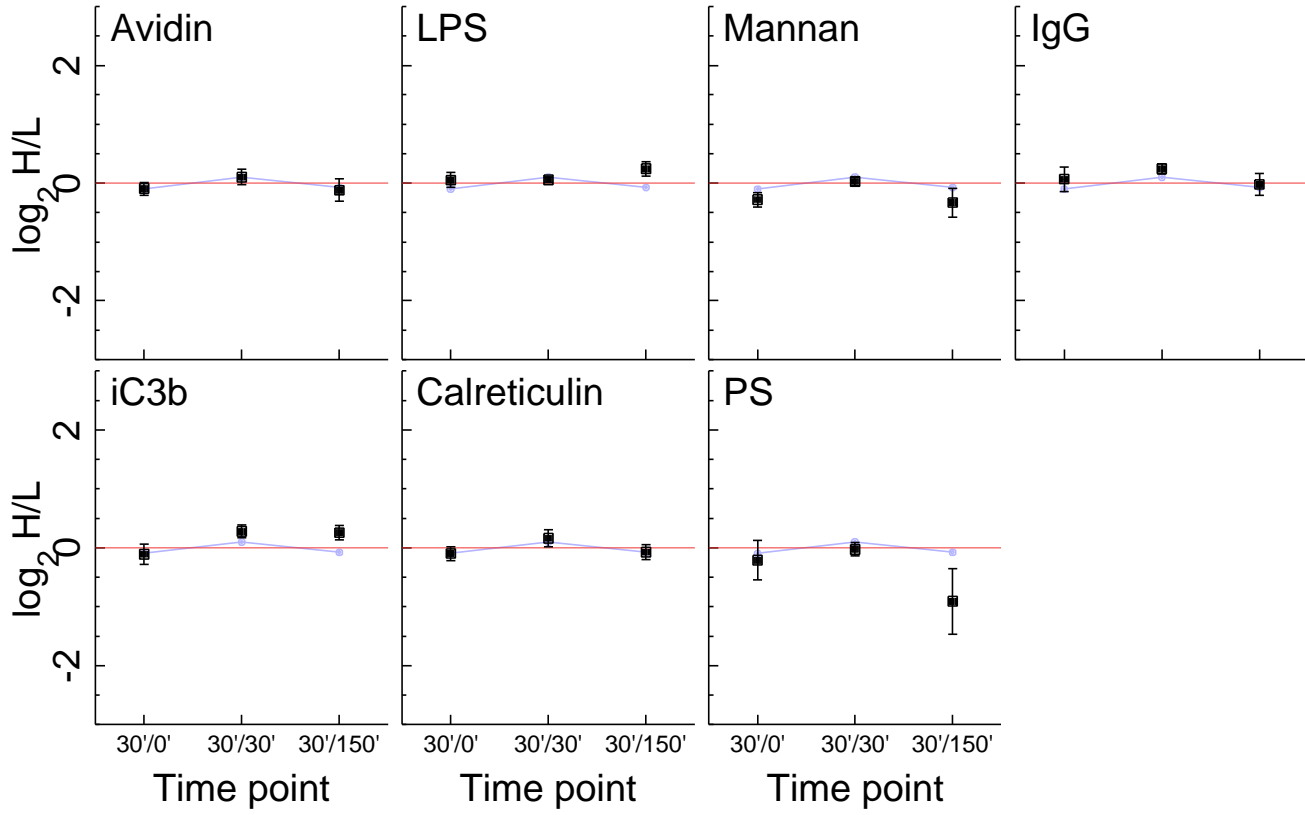 Avidin
LPS
Mannan
IgG
2
0
-2
log2 H/L
iC3b
Calreticulin
PS
2
0
-2
log2 H/L
30'/0' 30'/30' 30'/150'
30'/0' 30'/30' 30'/150'
30'/0' 30'/30' 30'/150'
Time point
Time point
Time point